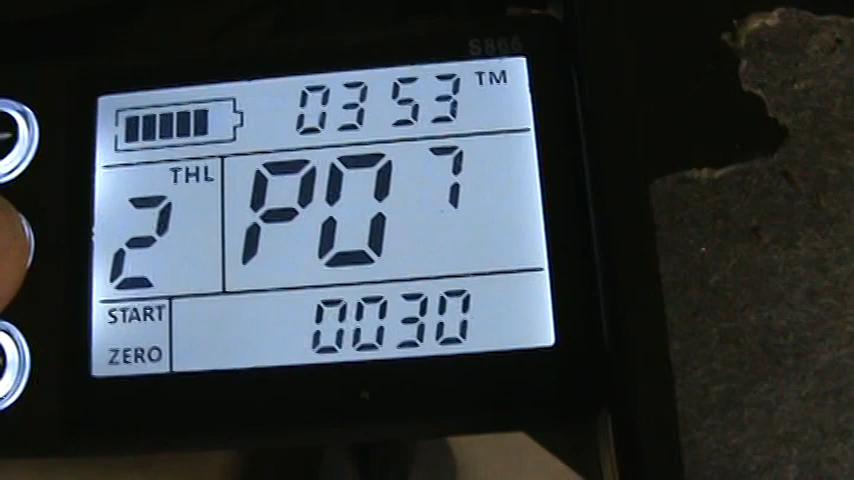 S866
0353 TM
THL
2 P07
START 0030
ZERO